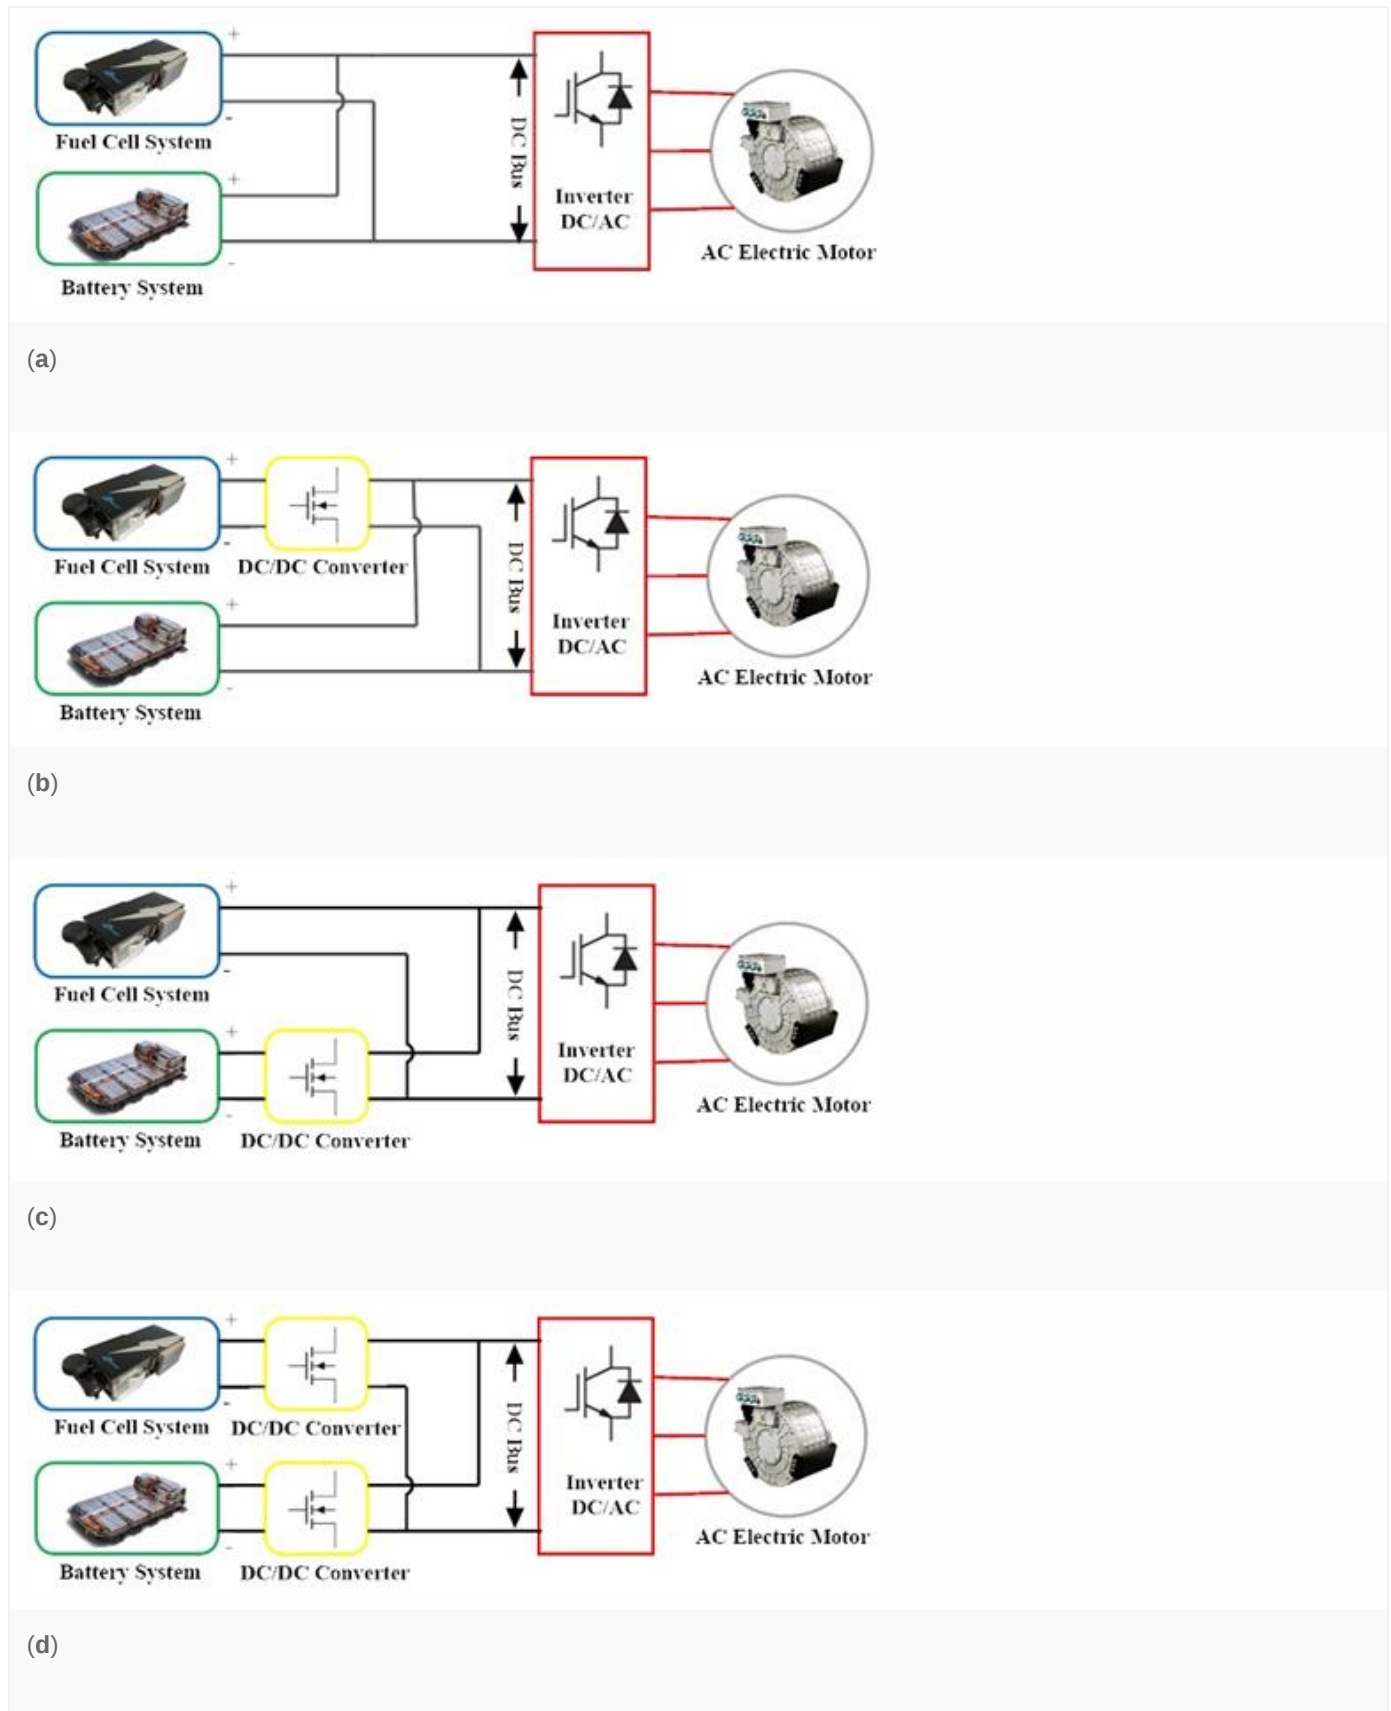 +
-
Fuel Cell System
+
-
Battery System
DC Bus
Inverter
DC/AC
AC Electric Motor
(a)
+
-
Fuel Cell System
DC/DC Converter
+
-
Battery System
DC Bus
Inverter
DC/AC
AC Electric Motor
(b)
+
-
Fuel Cell System
+
-
Battery System
DC/DC Converter
DC Bus
Inverter
DC/AC
AC Electric Motor
(c)
+
-
Fuel Cell System
DC/DC Converter
+
-
Battery System
DC/DC Converter
DC Bus
Inverter
DC/AC
AC Electric Motor
(d)